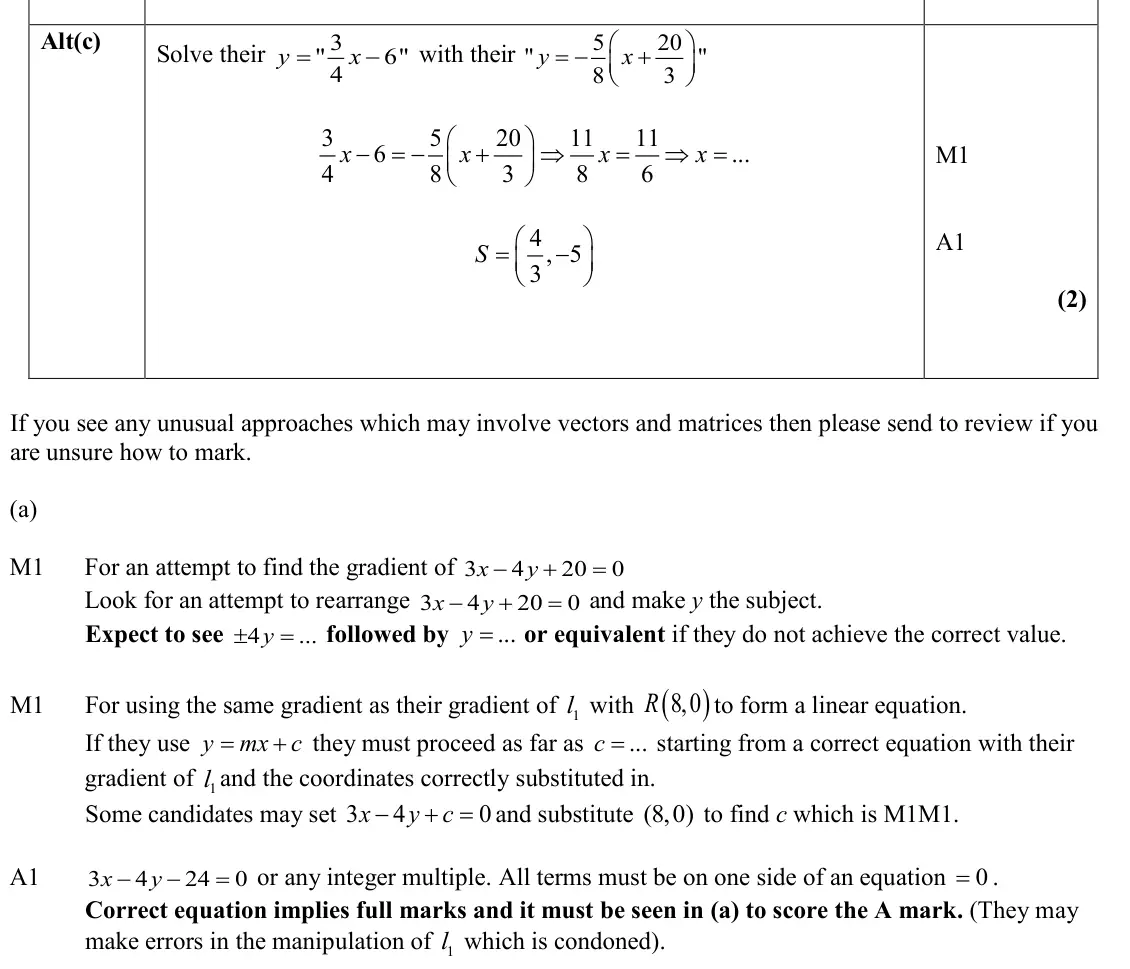 Alt(c)
Solve their y = "3/4 x − 6" with their "y = −5/8 (x + 20/3)"
3/4 x − 6 = −5/8 (x + 20/3) ⇒ 11/8 x = 11/6 ⇒ x = ...
M1
S = (4/3, −5)
A1
(2)
If you see any unusual approaches which may involve vectors and matrices then please send to review if you
are unsure how to mark.
(a)
M1 For an attempt to find the gradient of 3x − 4y + 20 = 0
Look for an attempt to rearrange 3x − 4y + 20 = 0 and make y the subject.
Expect to see ±4y = ... followed by y = ... or equivalent if they do not achieve the correct value.
M1 For using the same gradient as their gradient of l₁ with R(8,0) to form a linear equation.
If they use y = mx + c they must proceed as far as c = ... starting from a correct equation with their
gradient of l₁ and the coordinates correctly substituted in.
Some candidates may set 3x − 4y + c = 0 and substitute (8,0) to find c which is M1M1.
A1 3x − 4y − 24 = 0 or any integer multiple. All terms must be on one side of an equation = 0.
Correct equation implies full marks and it must be seen in (a) to score the A mark. (They may
make errors in the manipulation of l₁ which is condoned).